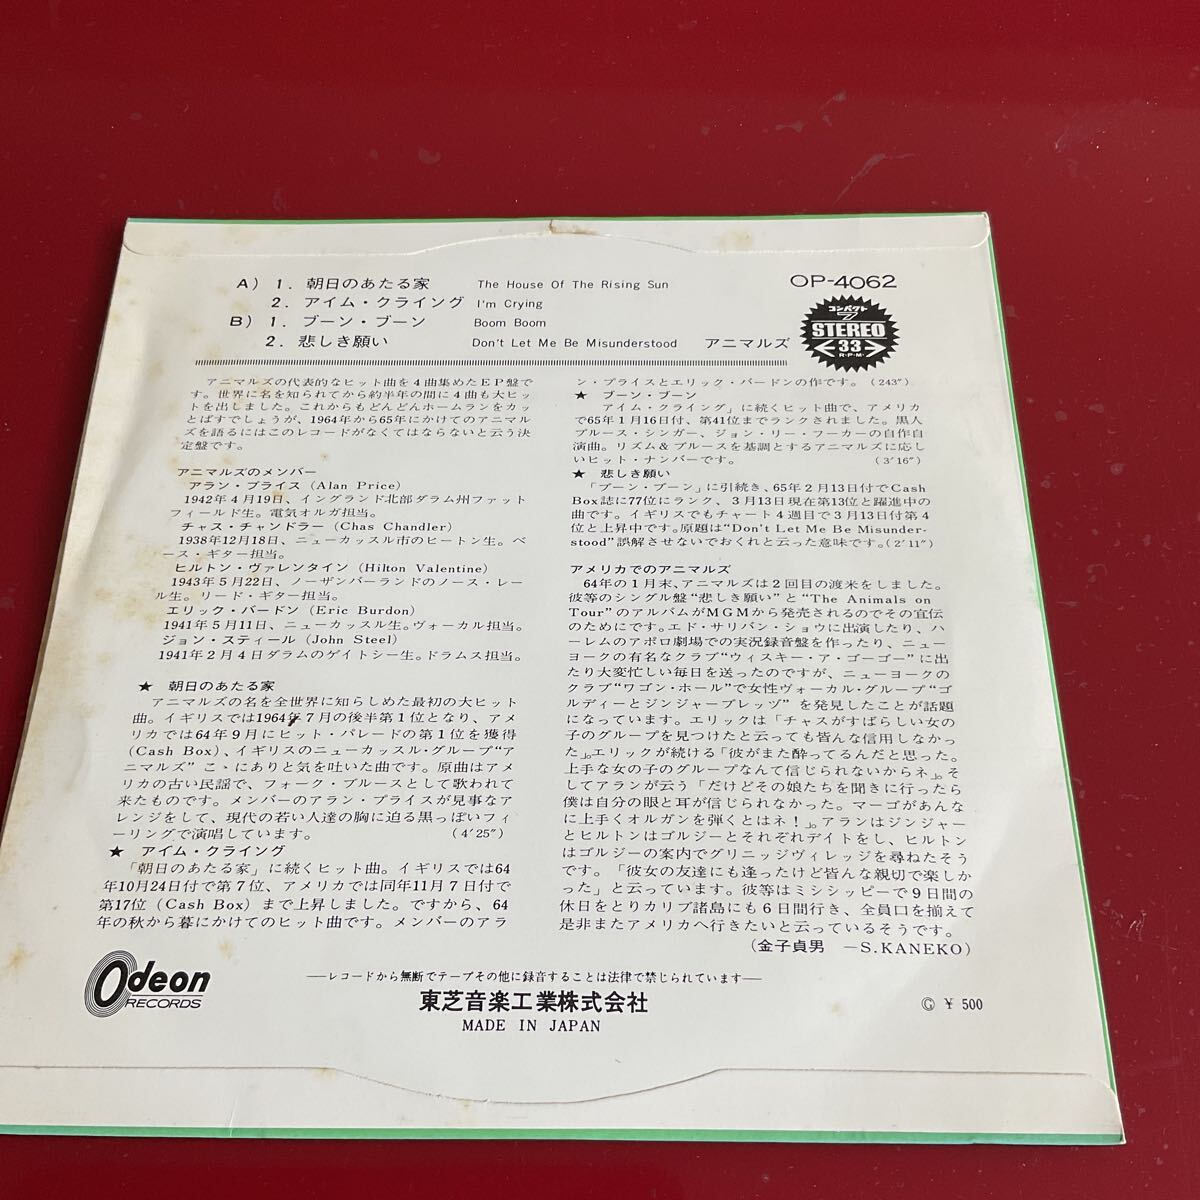 A) 1. 朝日のあたる家 The House Of The Rising Sun
2. アイム・クライング I'm Crying
B) 1. ブーン・ブーン Boom Boom
2. 悲しき願い Don't Let Me Be Misunderstood アニマルズ
OP-4062
コンパクト
7
STEREO
33
R・P・M・
アニマルズの代表的なヒット曲を4曲集めたEP盤で
す。世界に名を知られてから約半年の間に4曲も大ヒッ
トを出しました。これからもどんどんホームランをカッ
とばすでしょうが、1964年から65年にかけてのアニマル
ズを語るにはこのレコードがなくてはならないと云う決
定盤です。
アニマルズのメンバー
アラン・プライス (Alan Price)
1942年4月19日、イングランド北部ダラム州ファット
フィールド生。電気オルガ担当。
チャス・チャンドラー (Chas Chandler)
1938年12月18日、ニューカッスル市のヒートン生。ベ
ース・ギター担当。
ヒルトン・ヴァレンタイン (Hilton Valentine)
1943年5月22日、ノーザンバーランドのノース・レー
ル生。リード・ギター担当。
エリック・バードン (Eric Burdon)
1941年5月11日、ニューカッスル生。ヴォーカル担当。
ジョン・スティール (John Steel)
1941年2月4日ダラムのゲイトシー生。ドラムス担当。
★ 朝日のあたる家
アニマルズの名を全世界に知らしめた最初の大ヒット
曲。イギリスでは1964年7月の後半第1位となり、アメ
リカでは64年9月にヒット・パレードの第1位を獲得
(Cash Box)、イギリスのニューカッスル・グループ“ア
ニマルズ”こゝにありと気を吐いた曲です。原曲はアメ
リカの古い民謡で、フォーク・ブルースとして歌われて
来たものです。メンバーのアラン・プライスが見事なア
レンジをして、現代の若い人達の胸に迫る黒っぽいフィ
ーリングで演唱しています。 (4′25″)
★ アイム・クライング
「朝日のあたる家」に続くヒット曲。イギリスでは64
年10月24日付で第7位、アメリカでは同年11月7日付で
第17位 (Cash Box) まで上昇しました。ですから、64
年の秋から暮にかけてのヒット曲です。メンバーのアラ
ン・プライスとエリック・バードンの作です。(243″)
★ ブーン・ブーン
アイム・クライング」に続くヒット曲で、アメリカ
で65年1月16日付、第41位までランクされました。黒人
ブルース・シンガー、ジョン・リー・フーカーの自作自
演曲。リズム&ブルースを基調とするアニマルズに応し
いヒット・ナンバーです。 (3′16″)
★ 悲しき願い
「ブーン・ブーン」に引続き、65年2月13日付でCash
Box誌に77位にランク、3月13日現在第13位と躍進中の
曲です。イギリスでもチャート4週目で3月13日付第4
位と上昇中です。原題は“Don't Let Me Be Misunder-
stood”誤解させないでおくれと云った意味です。(2′11″)
アメリカでのアニマルズ
64年の1月末、アニマルズは2回目の渡米をしました。
彼等のシングル盤“悲しき願い”と“The Animals on
Tour”のアルバムがMGMから発売されるのでその宣伝
のためにです。エド・サリバン・ショウに出演したり、ハ
ーレムのアポロ劇場での実況録音盤を作ったり、ニュー
ヨークの有名なクラブ“ウィスキー・ア・ゴーゴー”に出
たり大変忙しい毎日を送ったのですが、ニューヨークの
クラブ“ワゴン・ホール”で女性ヴォーカル・グループ“ゴ
ルディーとジンジャーブレッヅ”を発見したことが話題
になっています。エリックは「チャスがすばらしい女の
子のグループを見つけたと云っても皆んな信用しなかっ
た」。エリックが続ける「彼がまた酔ってるんだと思った。
上手な女の子のグループなんて信じられないからネ」。そ
してアランが云う「だけどその娘たちを聞きに行ったら
僕は自分の眼と耳が信じられなかった。マーゴがあんな
に上手くオルガンを弾くとはネ!」。アランはジンジャー
とヒルトンはゴルジーとそれぞれデイトをし、ヒルトン
はゴルジーの案内でグリニッジヴィレッジを尋ねたそう
です。「彼女の友達にも逢ったけど皆んな親切で楽しか
った」と云っています。彼等はミシシッピーで9日間の
休日をとりカリブ諸島にも6日間行き、全員口を揃えて
是非またアメリカへ行きたいと云っているそうです。
(金子貞男 —S.KANEKO)
Odeon
RECORDS
—レコードから無断でテープその他に録音することは法律で禁じられています—
東芝音楽工業株式会社
MADE IN JAPAN
Ⓖ ¥ 500